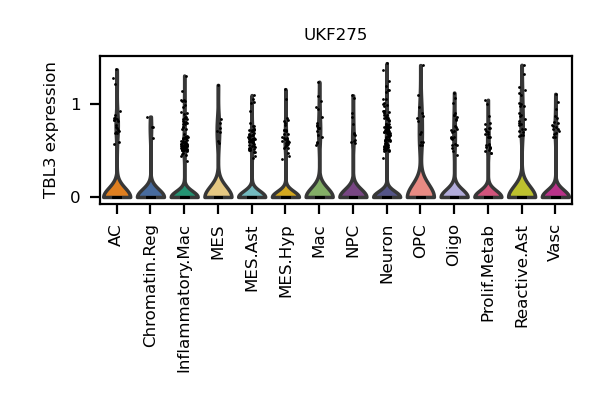 UKF275
TBL3 expression
1
0
AC
Chromatin.Reg
Inflammatory.Mac
MES
MES.Ast
MES.Hyp
Mac
NPC
Neuron
OPC
Oligo
Prolif.Metab
Reactive.Ast
Vasc